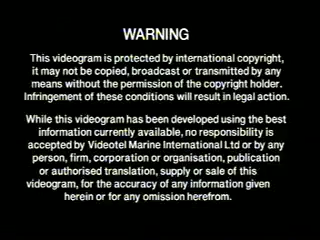 WARNING
This videogram is protected by international copyright,
it may not be copied, broadcast or transmitted by any
means without the permission of the copyright holder.
Infringement of these conditions will result in legal action.
While this videogram has been developed using the best
information currently available, no responsibility is
accepted by Videotel Marine International Ltd or by any
person, firm, corporation or organisation, publication
or authorised translation, supply or sale of this
videogram, for the accuracy of any information given
herein or for any omission herefrom.